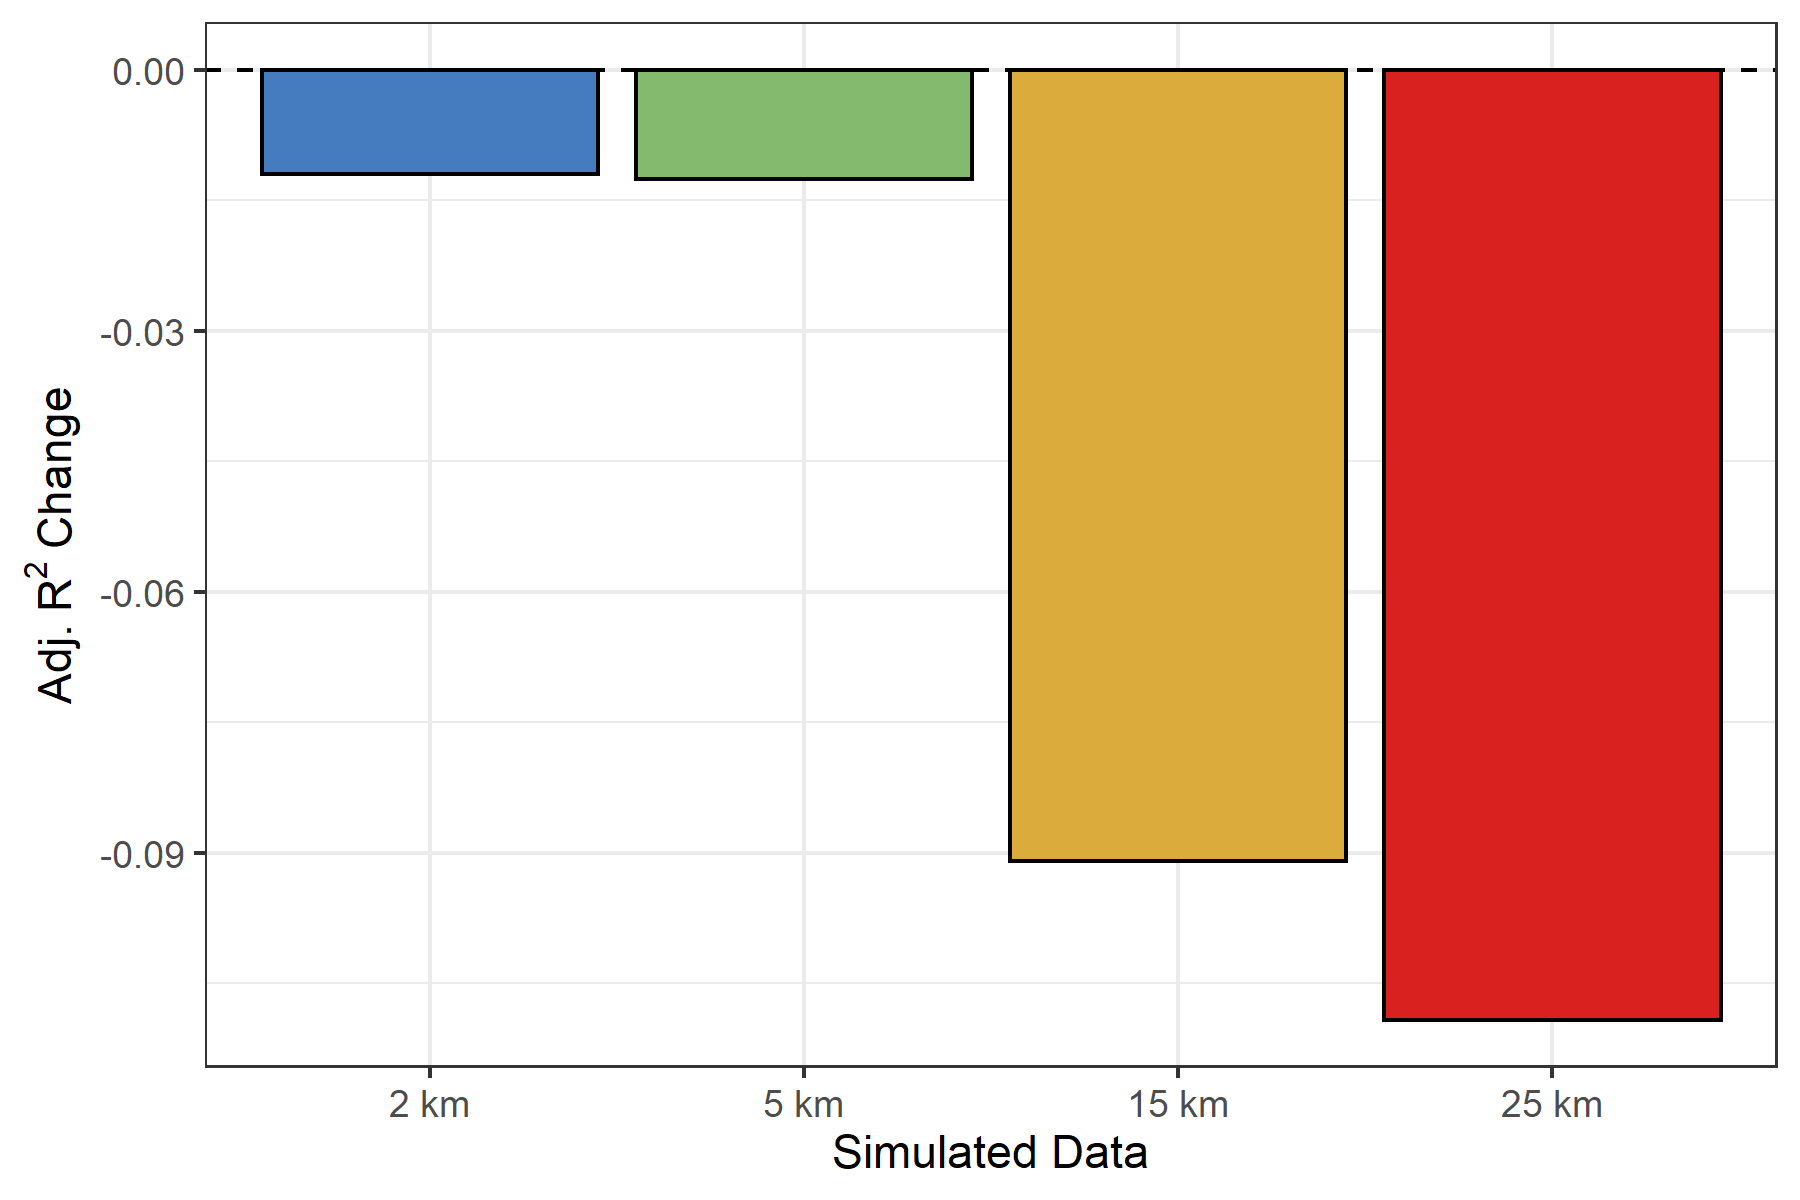 Adj. R² Change
0.00
-0.03
-0.06
-0.09
2 km
5 km
15 km
25 km
Simulated Data